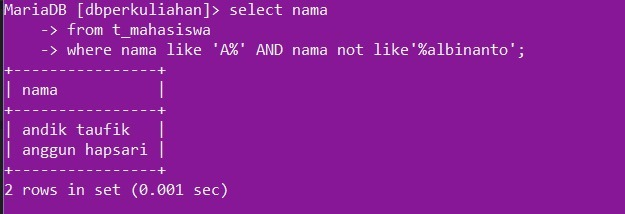 MariaDB [dbperkuliahan]> select nama
    -> from t_mahasiswa
    -> where nama like 'A%' AND nama not like'%albinanto';
+----------------+
| nama           |
+----------------+
| andik taufik   |
| anggun hapsari |
+----------------+
2 rows in set (0.001 sec)